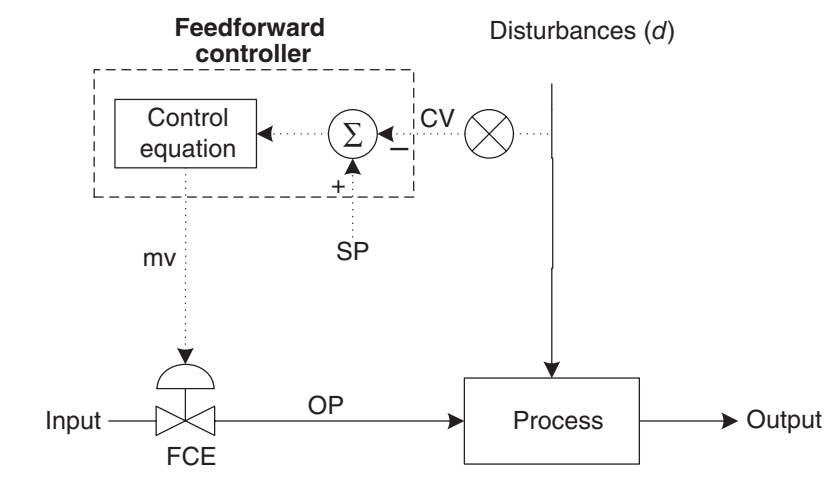 Feedforward
controller
Disturbances (d)
Control
equation
Σ
CV
−
+
SP
mv
Input
OP
Process
Output
FCE